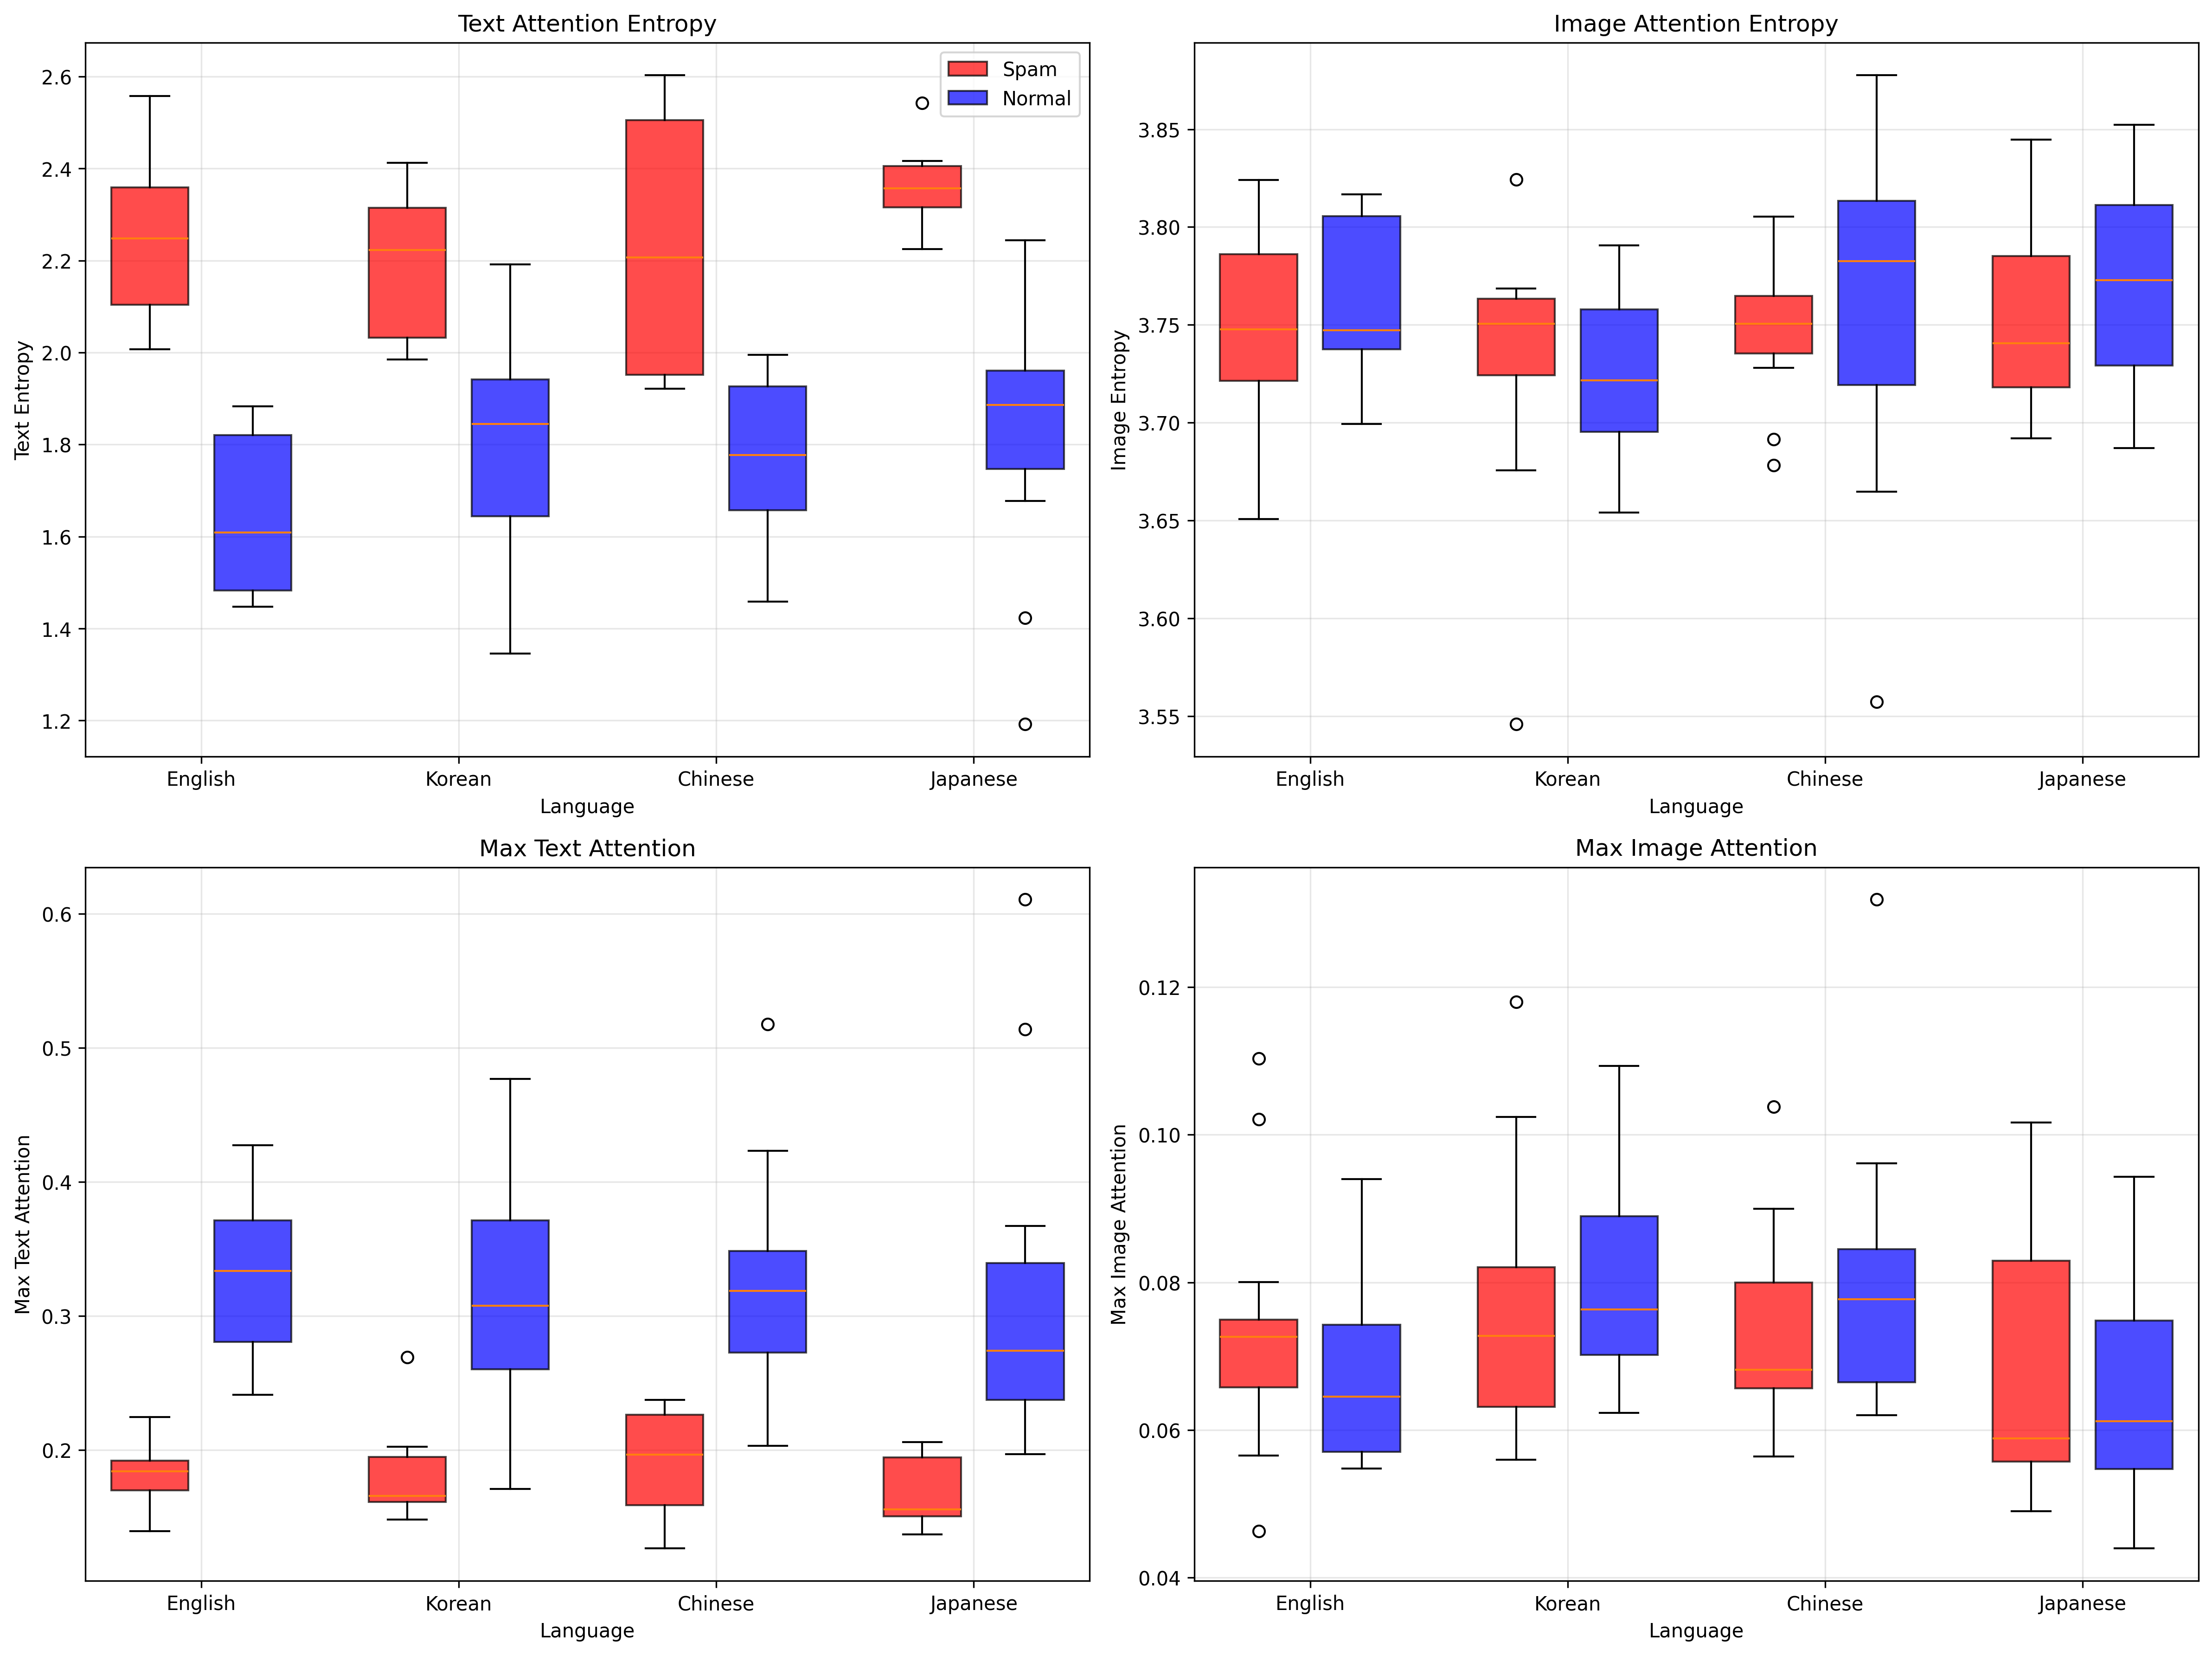 Text Attention Entropy
Text Entropy
2.6
2.4
2.2
2.0
1.8
1.6
1.4
1.2
Spam
Normal
English Korean Chinese Japanese
Language
Image Attention Entropy
Image Entropy
3.85
3.80
3.75
3.70
3.65
3.60
3.55
English Korean Chinese Japanese
Language
Max Text Attention
Max Text Attention
0.6
0.5
0.4
0.3
0.2
English Korean Chinese Japanese
Language
Max Image Attention
Max Image Attention
0.12
0.10
0.08
0.06
0.04
English Korean Chinese Japanese
Language